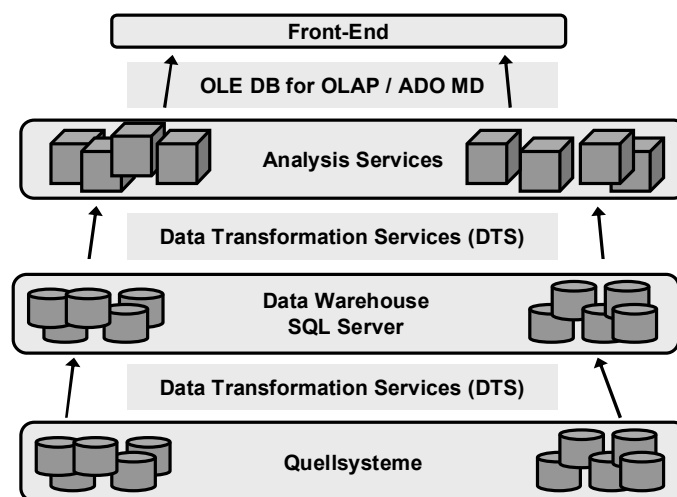 Front-End
OLE DB for OLAP / ADO MD
Analysis Services
Data Transformation Services (DTS)
Data Warehouse
SQL Server
Data Transformation Services (DTS)
Quellsysteme